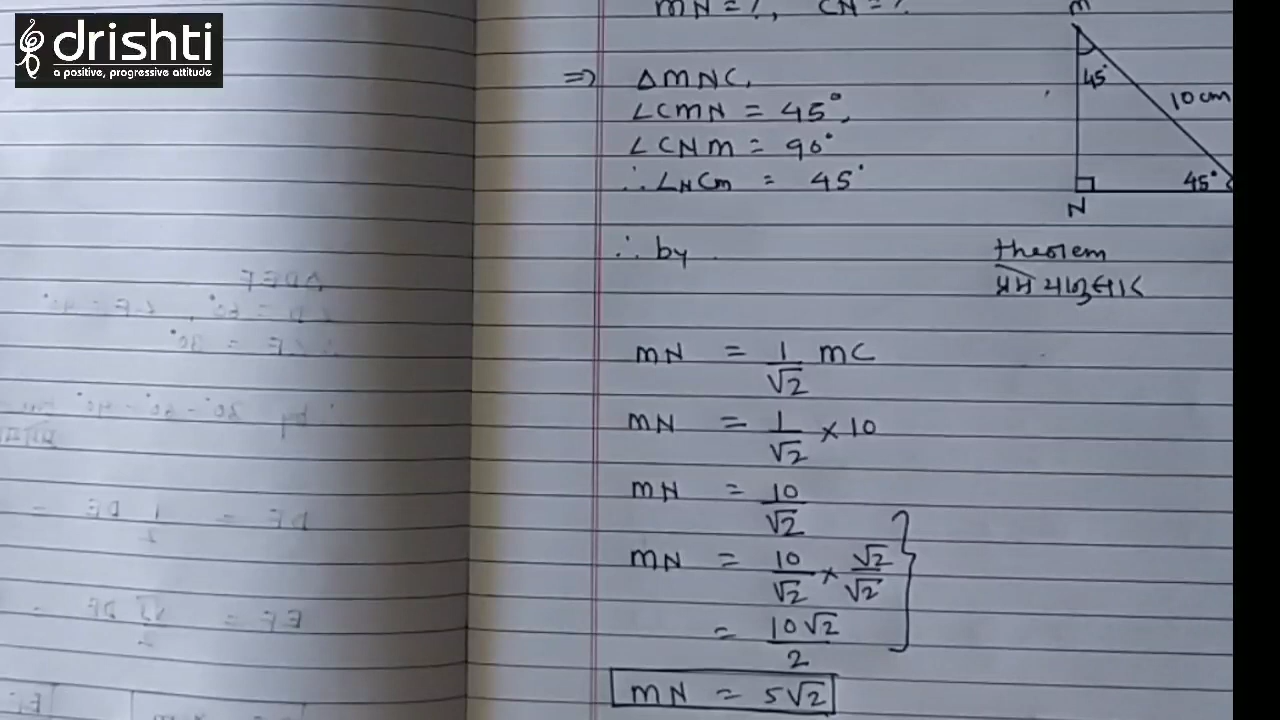 drishti
a positive, progressive attitude
MN = ?, CN = ?
⇒ ΔMNC,
∠CMN = 45°,
∠CNM = 90°
∴ ∠NCM = 45°
M
45°
10 cm
45°
N
∴ by theorem
MN = 1/√2 MC
MN = 1/√2 × 10
MN = 10/√2
MN = 10/√2 × √2/√2
= 10√2/2
MN = 5√2